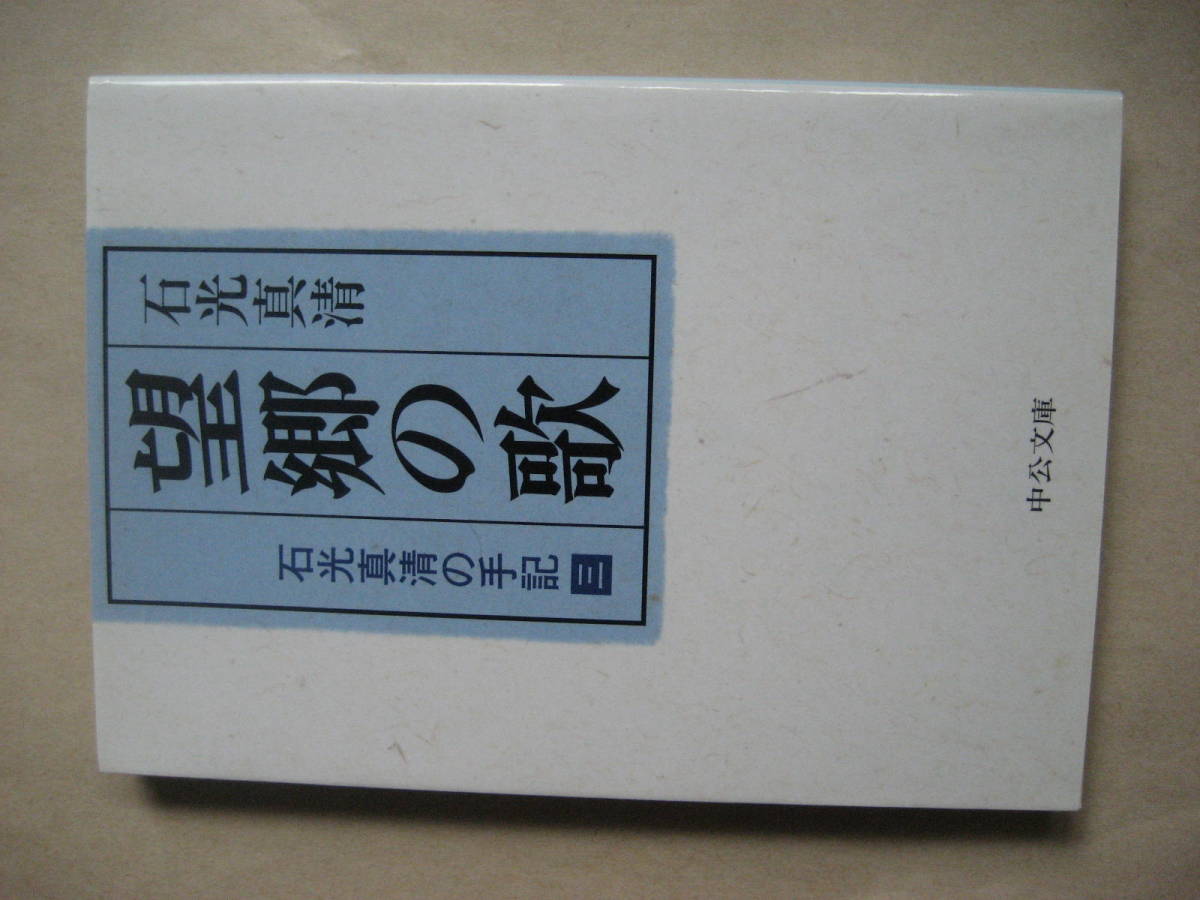 石光真清の手記 三
望郷の歌
石光真清
中公文庫